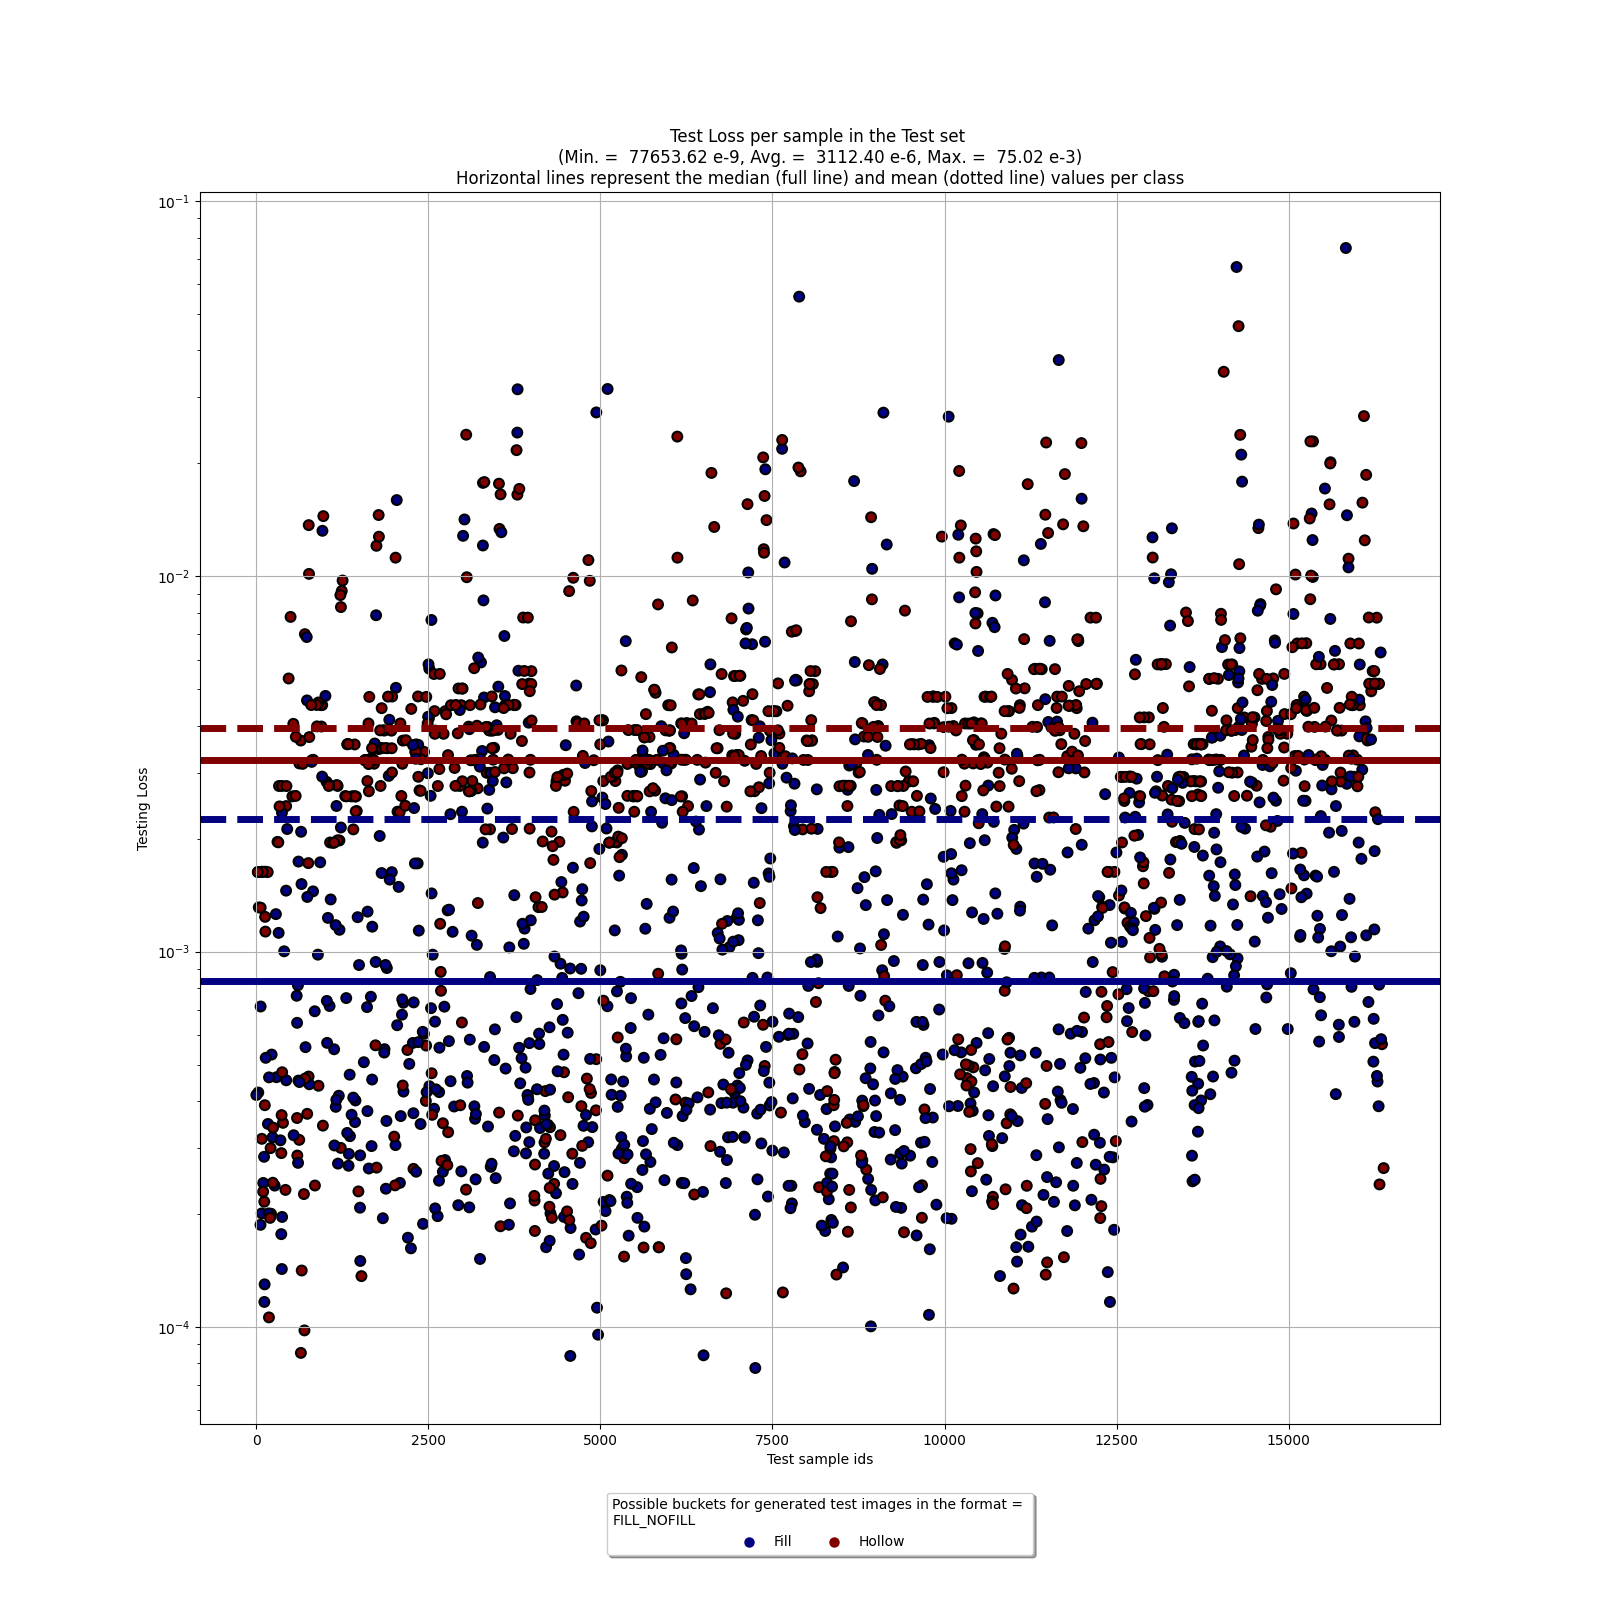 Test Loss per sample in the Test set
(Min. = 77653.62 e-9, Avg. = 3112.40 e-6, Max. = 75.02 e-3)
Horizontal lines represent the median (full line) and mean (dotted line) values per class
10⁻¹
10⁻²
10⁻³
10⁻⁴
Testing Loss
0 2500 5000 7500 10000 12500 15000
Test sample ids
Possible buckets for generated test images in the format =
FILL_NOFILL
Fill Hollow